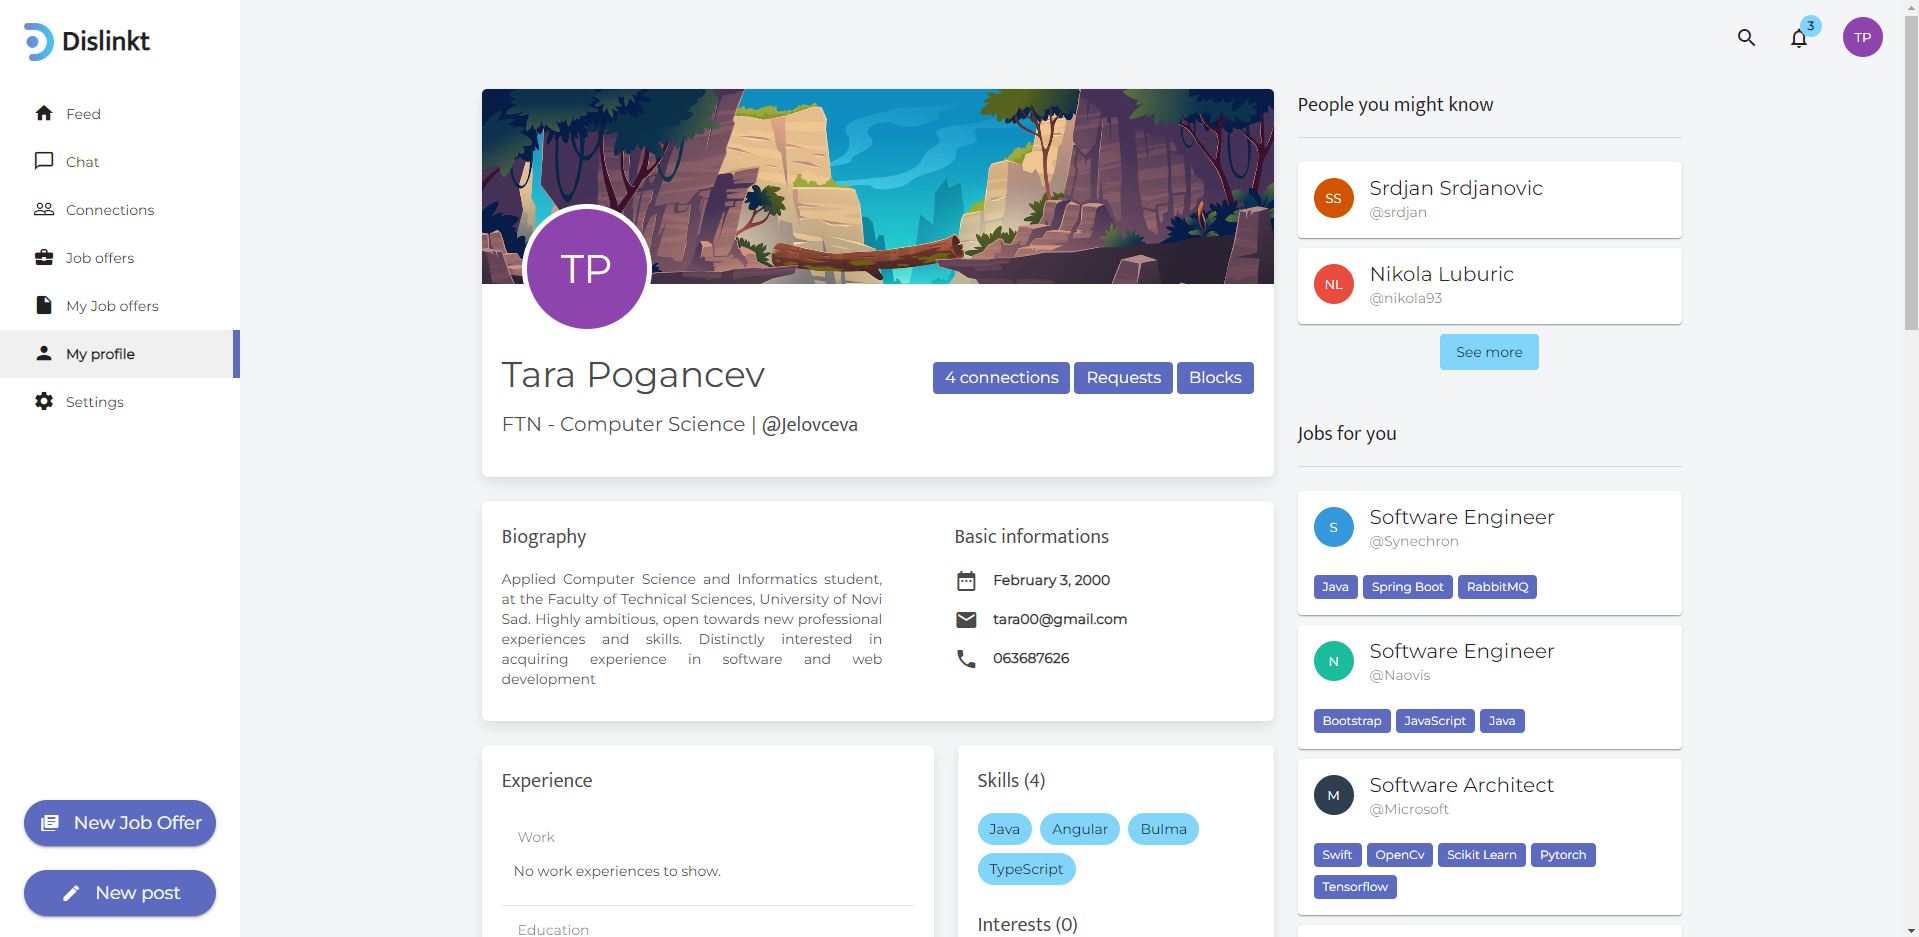 Dislinkt
Feed
Chat
Connections
Job offers
My Job offers
My profile
Settings
New Job Offer
New post
3
TP
TP
Tara Pogancev
4 connections
Requests
Blocks
FTN - Computer Science | @Jelovceva
Biography
Applied Computer Science and Informatics student,
at the Faculty of Technical Sciences, University of Novi
Sad. Highly ambitious, open towards new professional
experiences and skills. Distinctly interested in
acquiring experience in software and web
development
Basic informations
February 3, 2000
tara00@gmail.com
063687626
Experience
Work
No work experiences to show.
Education
Skills (4)
Java
Angular
Bulma
TypeScript
Interests (0)
People you might know
SS
Srdjan Srdjanovic
@srdjan
NL
Nikola Luburic
@nikola93
See more
Jobs for you
S
Software Engineer
@Synechron
Java
Spring Boot
RabbitMQ
N
Software Engineer
@Naovis
Bootstrap
JavaScript
Java
M
Software Architect
@Microsoft
Swift
OpenCv
Scikit Learn
Pytorch
Tensorflow